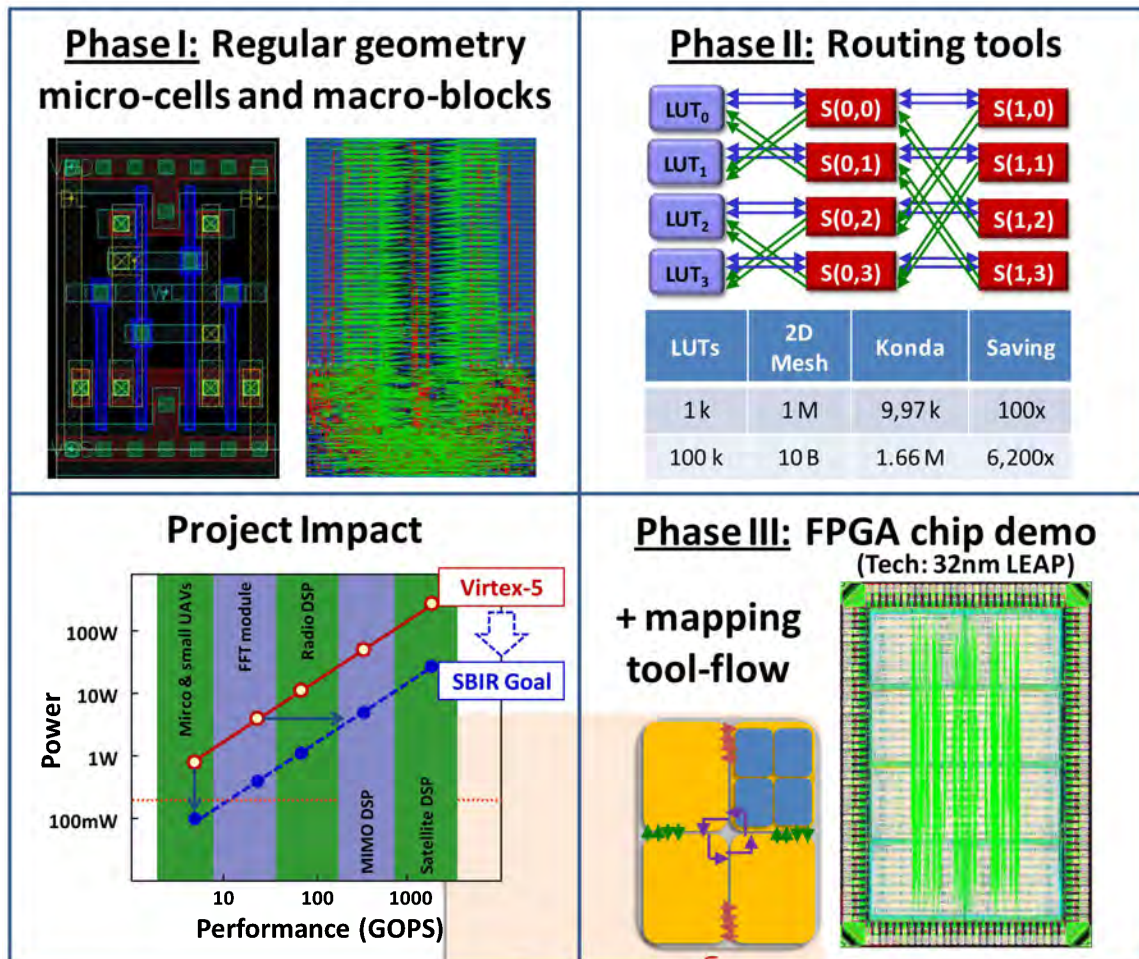 Phase I: Regular geometry
micro-cells and macro-blocks
Phase II: Routing tools
LUT0 S(0,0) S(1,0)
LUT1 S(0,1) S(1,1)
LUT2 S(0,2) S(1,2)
LUT3 S(0,3) S(1,3)
LUTs 2D Mesh Konda Saving
1 k 1 M 9,97 k 100x
100 k 10 B 1.66 M 6,200x
Project Impact
Power
100W
10W
1W
100mW
Mirco & small UAVs
FFT module
Radio DSP
MIMO DSP
Satellite DSP
Virtex-5
SBIR Goal
10 100 1000
Performance (GOPS)
Phase III: FPGA chip demo
(Tech: 32nm LEAP)
+ mapping
tool-flow